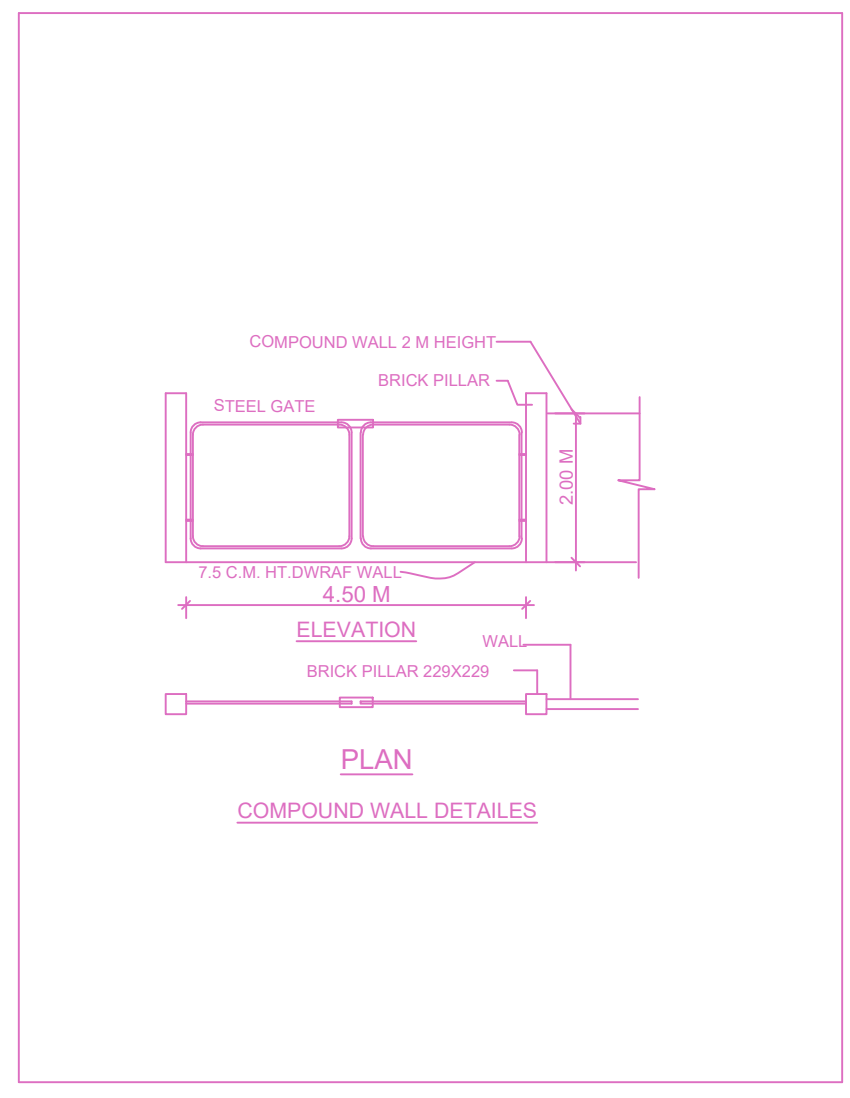 COMPOUND WALL 2 M HEIGHT
BRICK PILLAR
STEEL GATE
2.00 M
7.5 C.M. HT.DWRAF WALL
4.50 M
ELEVATION
WALL
BRICK PILLAR 229X229
PLAN
COMPOUND WALL DETAILES